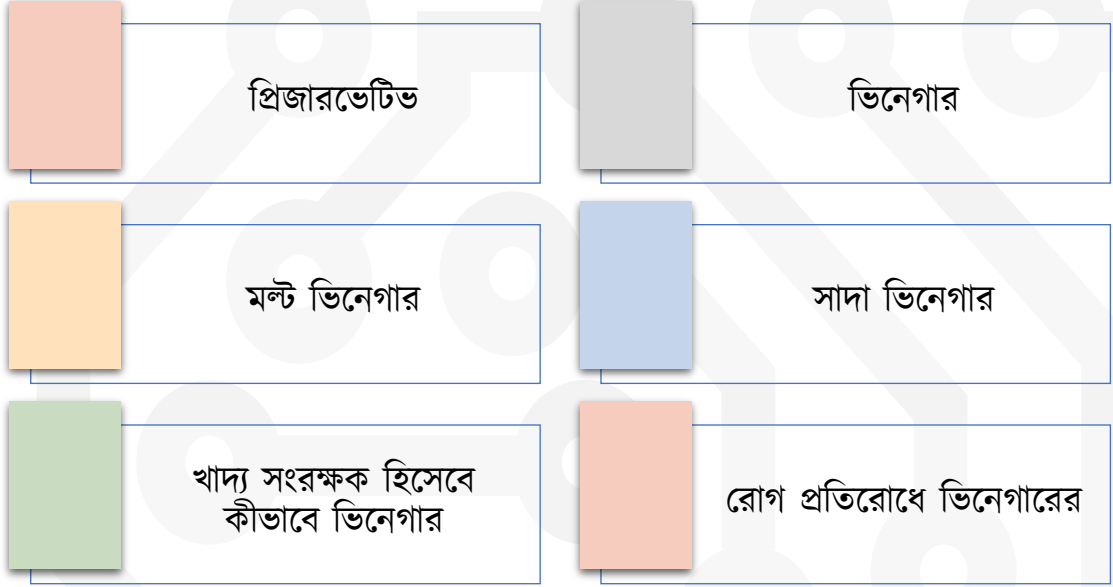 প্রিজারভেটিভ
ভিনেগার
মল্ট ভিনেগার
সাদা ভিনেগার
খাদ্য সংরক্ষক হিসেবে
কীভাবে ভিনেগার
রোগ প্রতিরোধে ভিনেগারের